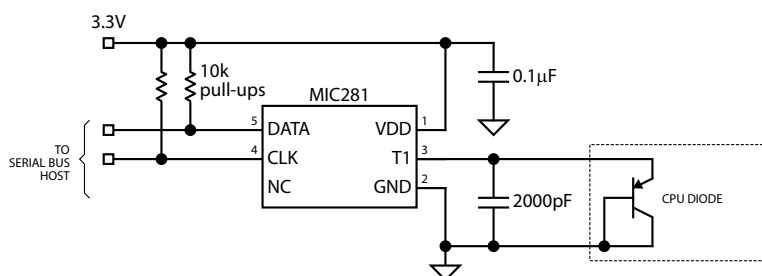 3.3V
10k
pull-ups
0.1µF
MIC281
5 DATA
VDD 1
TO
SERIAL BUS
HOST
4 CLK
T1 3
NC
GND 2
2000pF
CPU DIODE